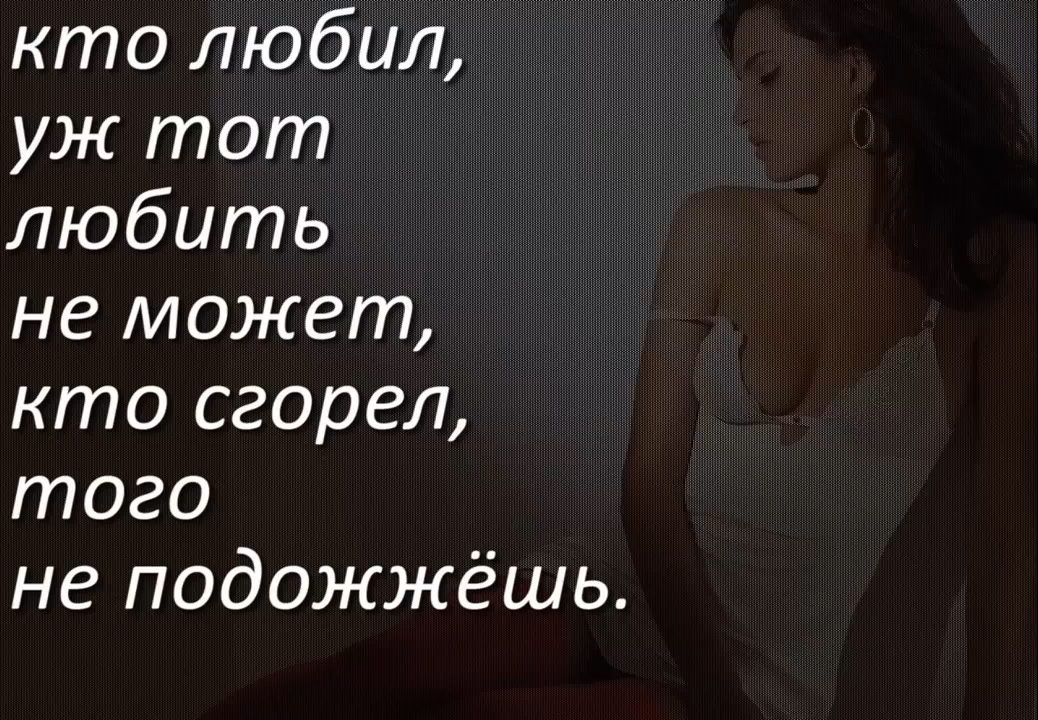 кто любил,
уж тот
любить
не может,
кто сгорел,
того
не подожжёшь.